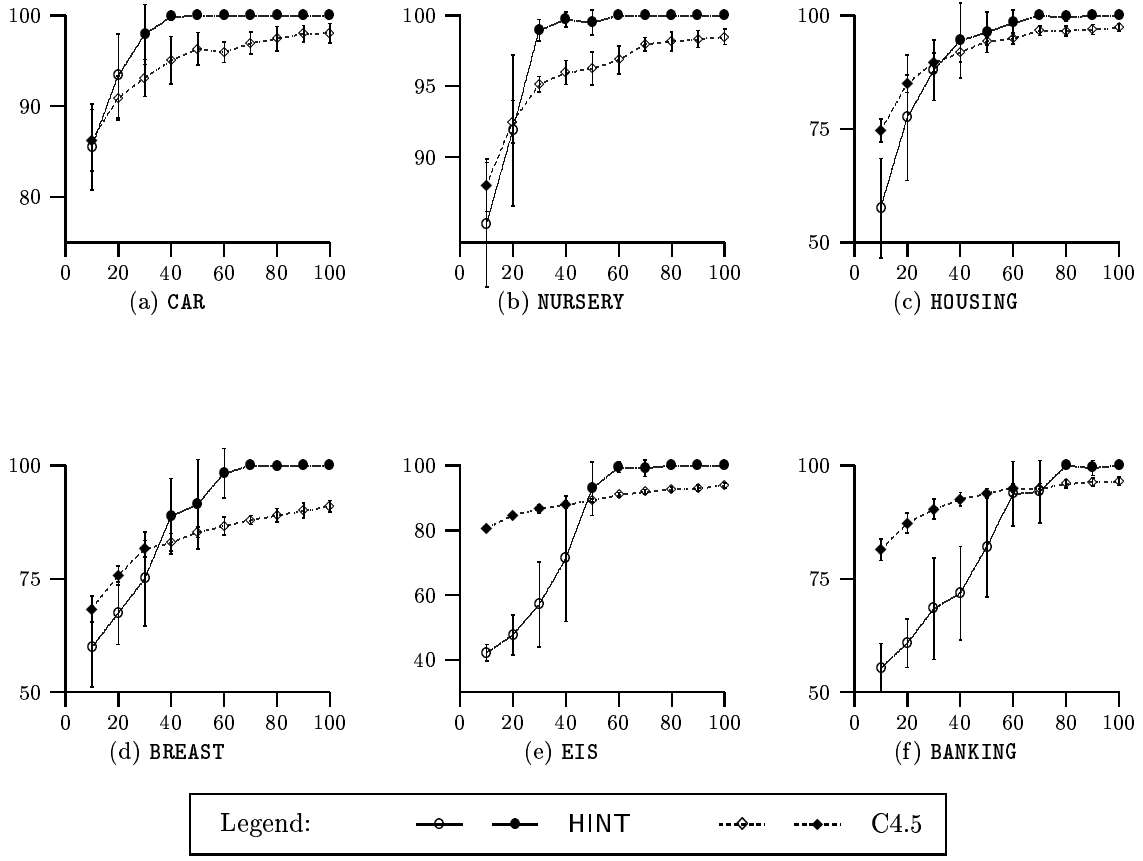 100
90
80
0 20 40 60 80 100
(a) CAR
100
95
90
0 20 40 60 80 100
(b) NURSERY
100
75
50
0 20 40 60 80 100
(c) HOUSING
100
75
50
0 20 40 60 80 100
(d) BREAST
100
80
60
40
0 20 40 60 80 100
(e) EIS
100
75
50
0 20 40 60 80 100
(f) BANKING
Legend: HINT C4.5